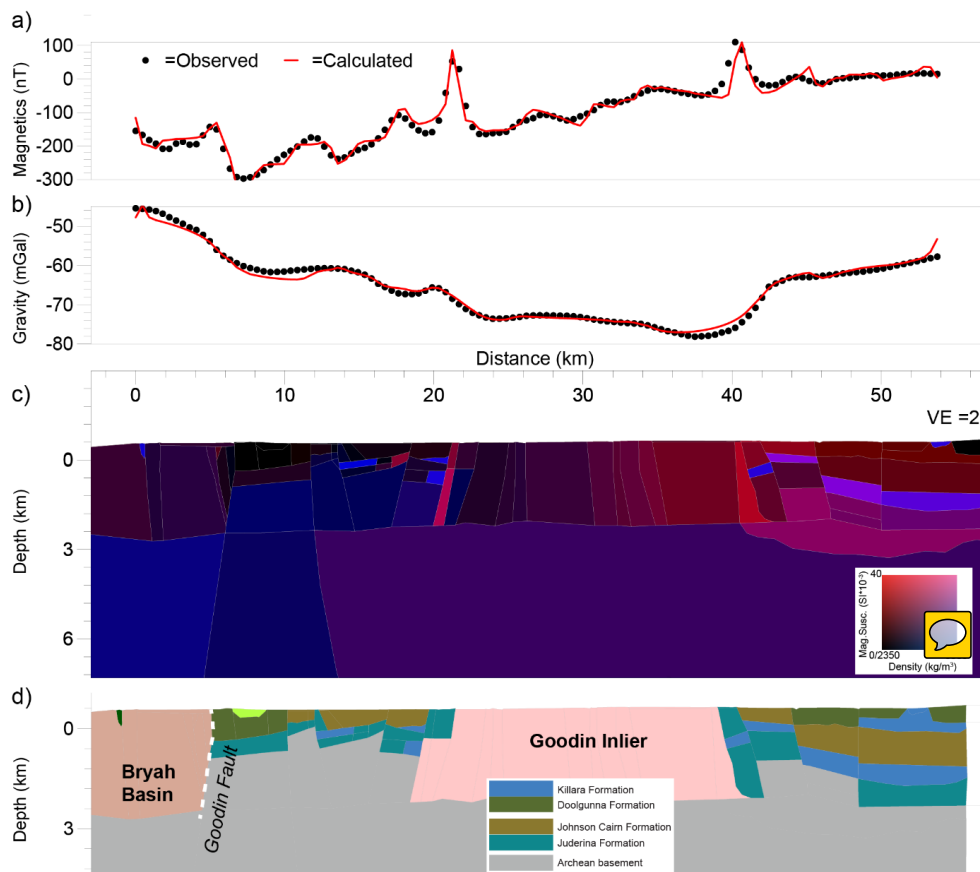 a)
100
0
-100
-200
-300
Magnetics (nT)
=Observed
=Calculated
b)
-50
-60
-70
-80
Gravity (mGal)
Distance (km)
c)
0
10
20
30
40
50
VE =2
0
3
6
Depth (km)
40
Mag.Susc. (SI*10⁻³)
0/2350
Density (kg/m³)
d)
0
3
Depth (km)
Bryah
Basin
Goodin Fault
Goodin Inlier
Killara Formation
Doolgunna Formation
Johnson Cairn Formation
Juderina Formation
Archean basement